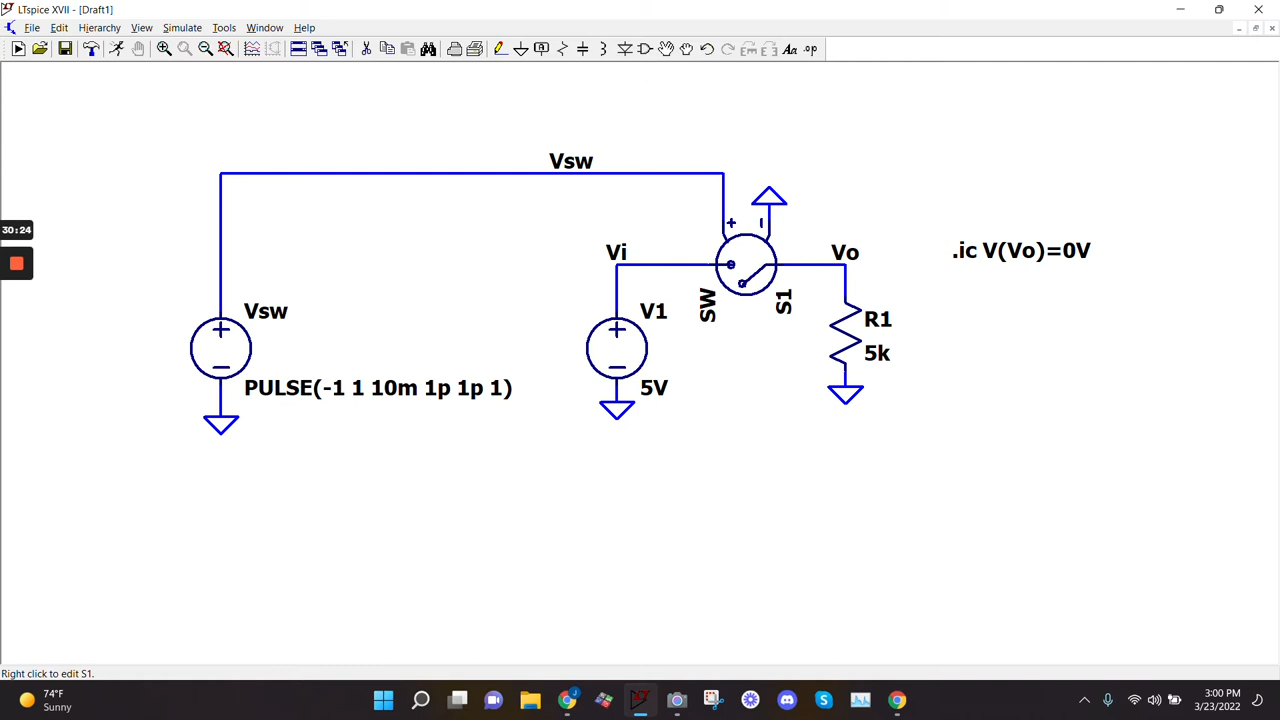 LTspice XVII - [Draft1]
File Edit Hierarchy View Simulate Tools Window Help
Vsw
+ -
Vi
Vo
.ic V(Vo)=0V
SW
S1
Vsw
PULSE(-1 1 10m 1p 1p 1)
V1
5V
R1
5k
30:24
Right click to edit S1.
74°F
Sunny
3:00 PM
3/23/2022